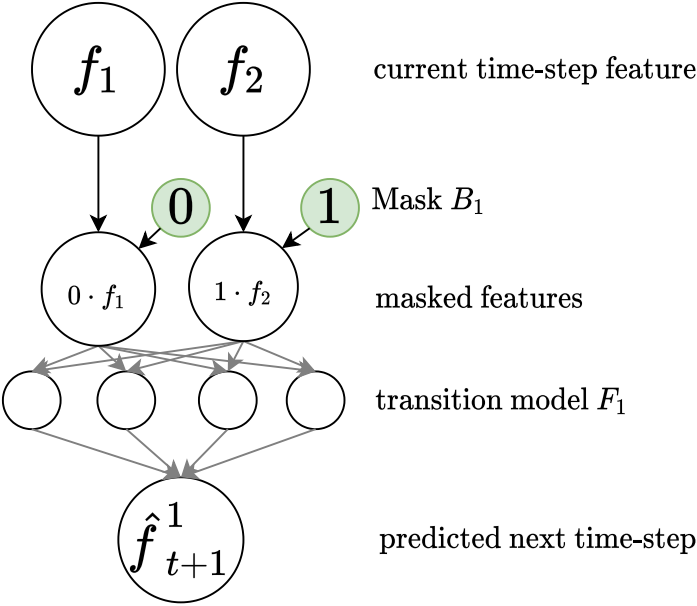 f₁ f₂ current time-step feature
0 1 Mask B₁
0 · f₁ 1 · f₂ masked features
transition model F₁
f̂¹ₜ₊₁ predicted next time-step